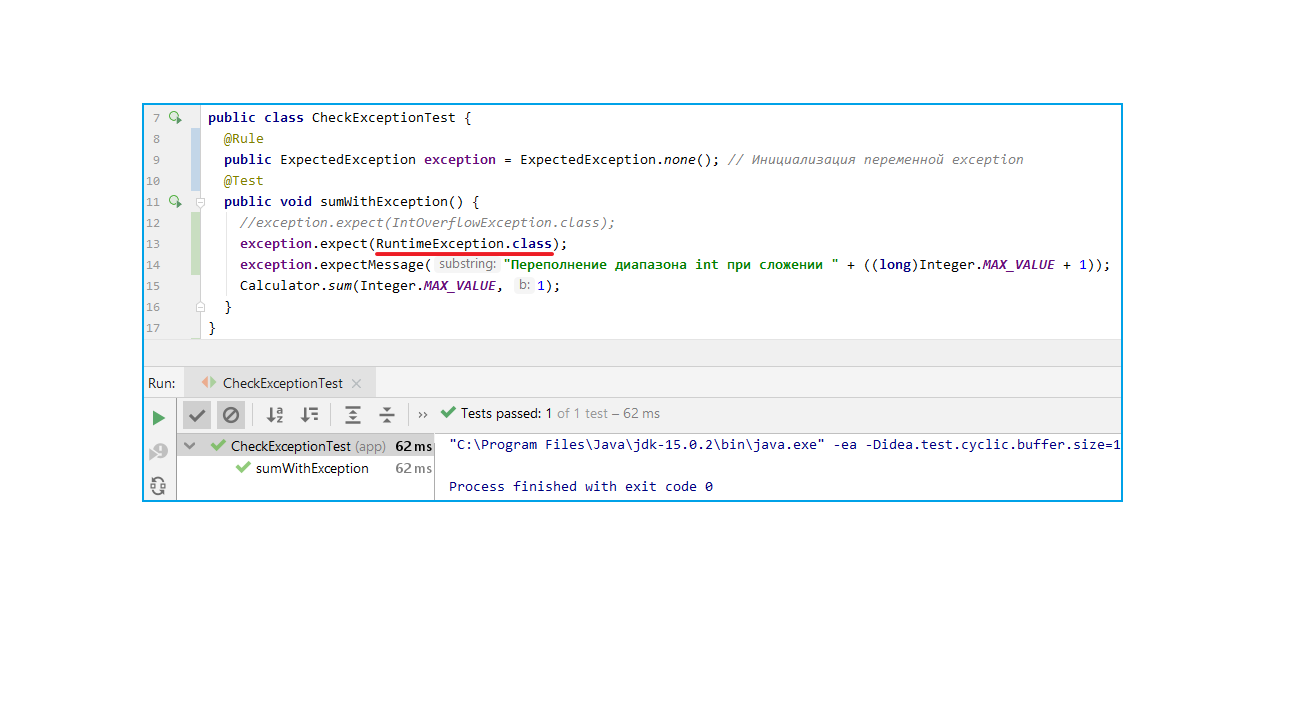 7 public class CheckExceptionTest {
8 @Rule
9 public ExpectedException exception = ExpectedException.none(); // Инициализация переменной exception
10 @Test
11 public void sumWithException() {
12 //exception.expect(IntOverflowException.class);
13 exception.expect(RuntimeException.class);
14 exception.expectMessage( substring: "Переполнение диапазона int при сложении " + ((long)Integer.MAX_VALUE + 1));
15 Calculator.sum(Integer.MAX_VALUE, b: 1);
16 }
17 }
Run: CheckExceptionTest
Tests passed: 1 of 1 test – 62 ms
CheckExceptionTest (app) 62 ms
"C:\Program Files\Java\jdk-15.0.2\bin\java.exe" -ea -Didea.test.cyclic.buffer.size=1
sumWithException 62 ms
Process finished with exit code 0